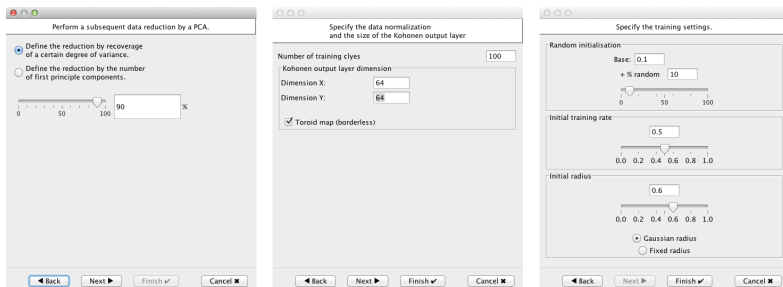 Perform a subsequent data reduction by a PCA.
Define the reduction by recoverage
of a certain degree of variance.
Define the reduction by the number
of first principle components.
90 %
0 50 100
◀ Back Next ▶ Finish ✔ Cancel ✖
Specify the data normalization
and the size of the Kohonen output layer
Number of training clyes 100
Kohonen output layer dimension
Dimension X: 64
Dimension Y: 64
Toroid map (borderless)
◀ Back Next ▶ Finish ✔ Cancel ✖
Specify the training settings.
Random initialisation
Base: 0.1
+ % random 10
0 50 100
Initial training rate
0.5
0.0 0.2 0.4 0.6 0.8 1.0
Initial radius
0.6
0.0 0.2 0.4 0.6 0.8 1.0
Gaussian radius
Fixed radius
◀ Back Next ▶ Finish ✔ Cancel ✖